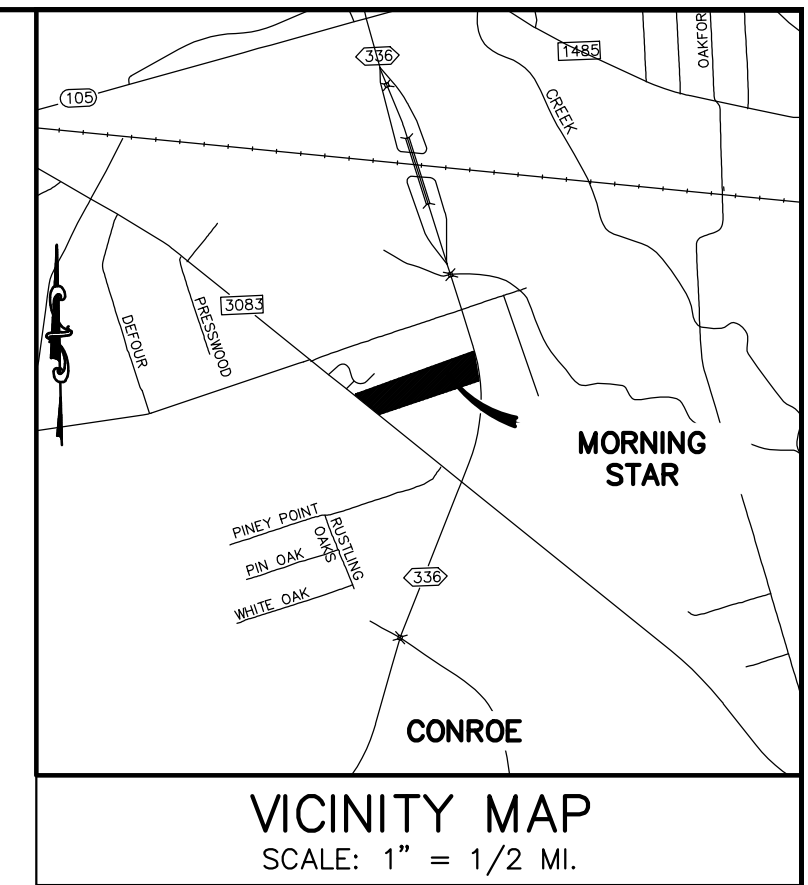 336
1485
OAKFOR
105
CREEK
3083
PRESSWOOD
DEFOUR
MORNING
STAR
PINEY POINT
RUSTLING
OAKS
PIN OAK
WHITE OAK
336
CONROE
VICINITY MAP
SCALE: 1" = 1/2 MI.